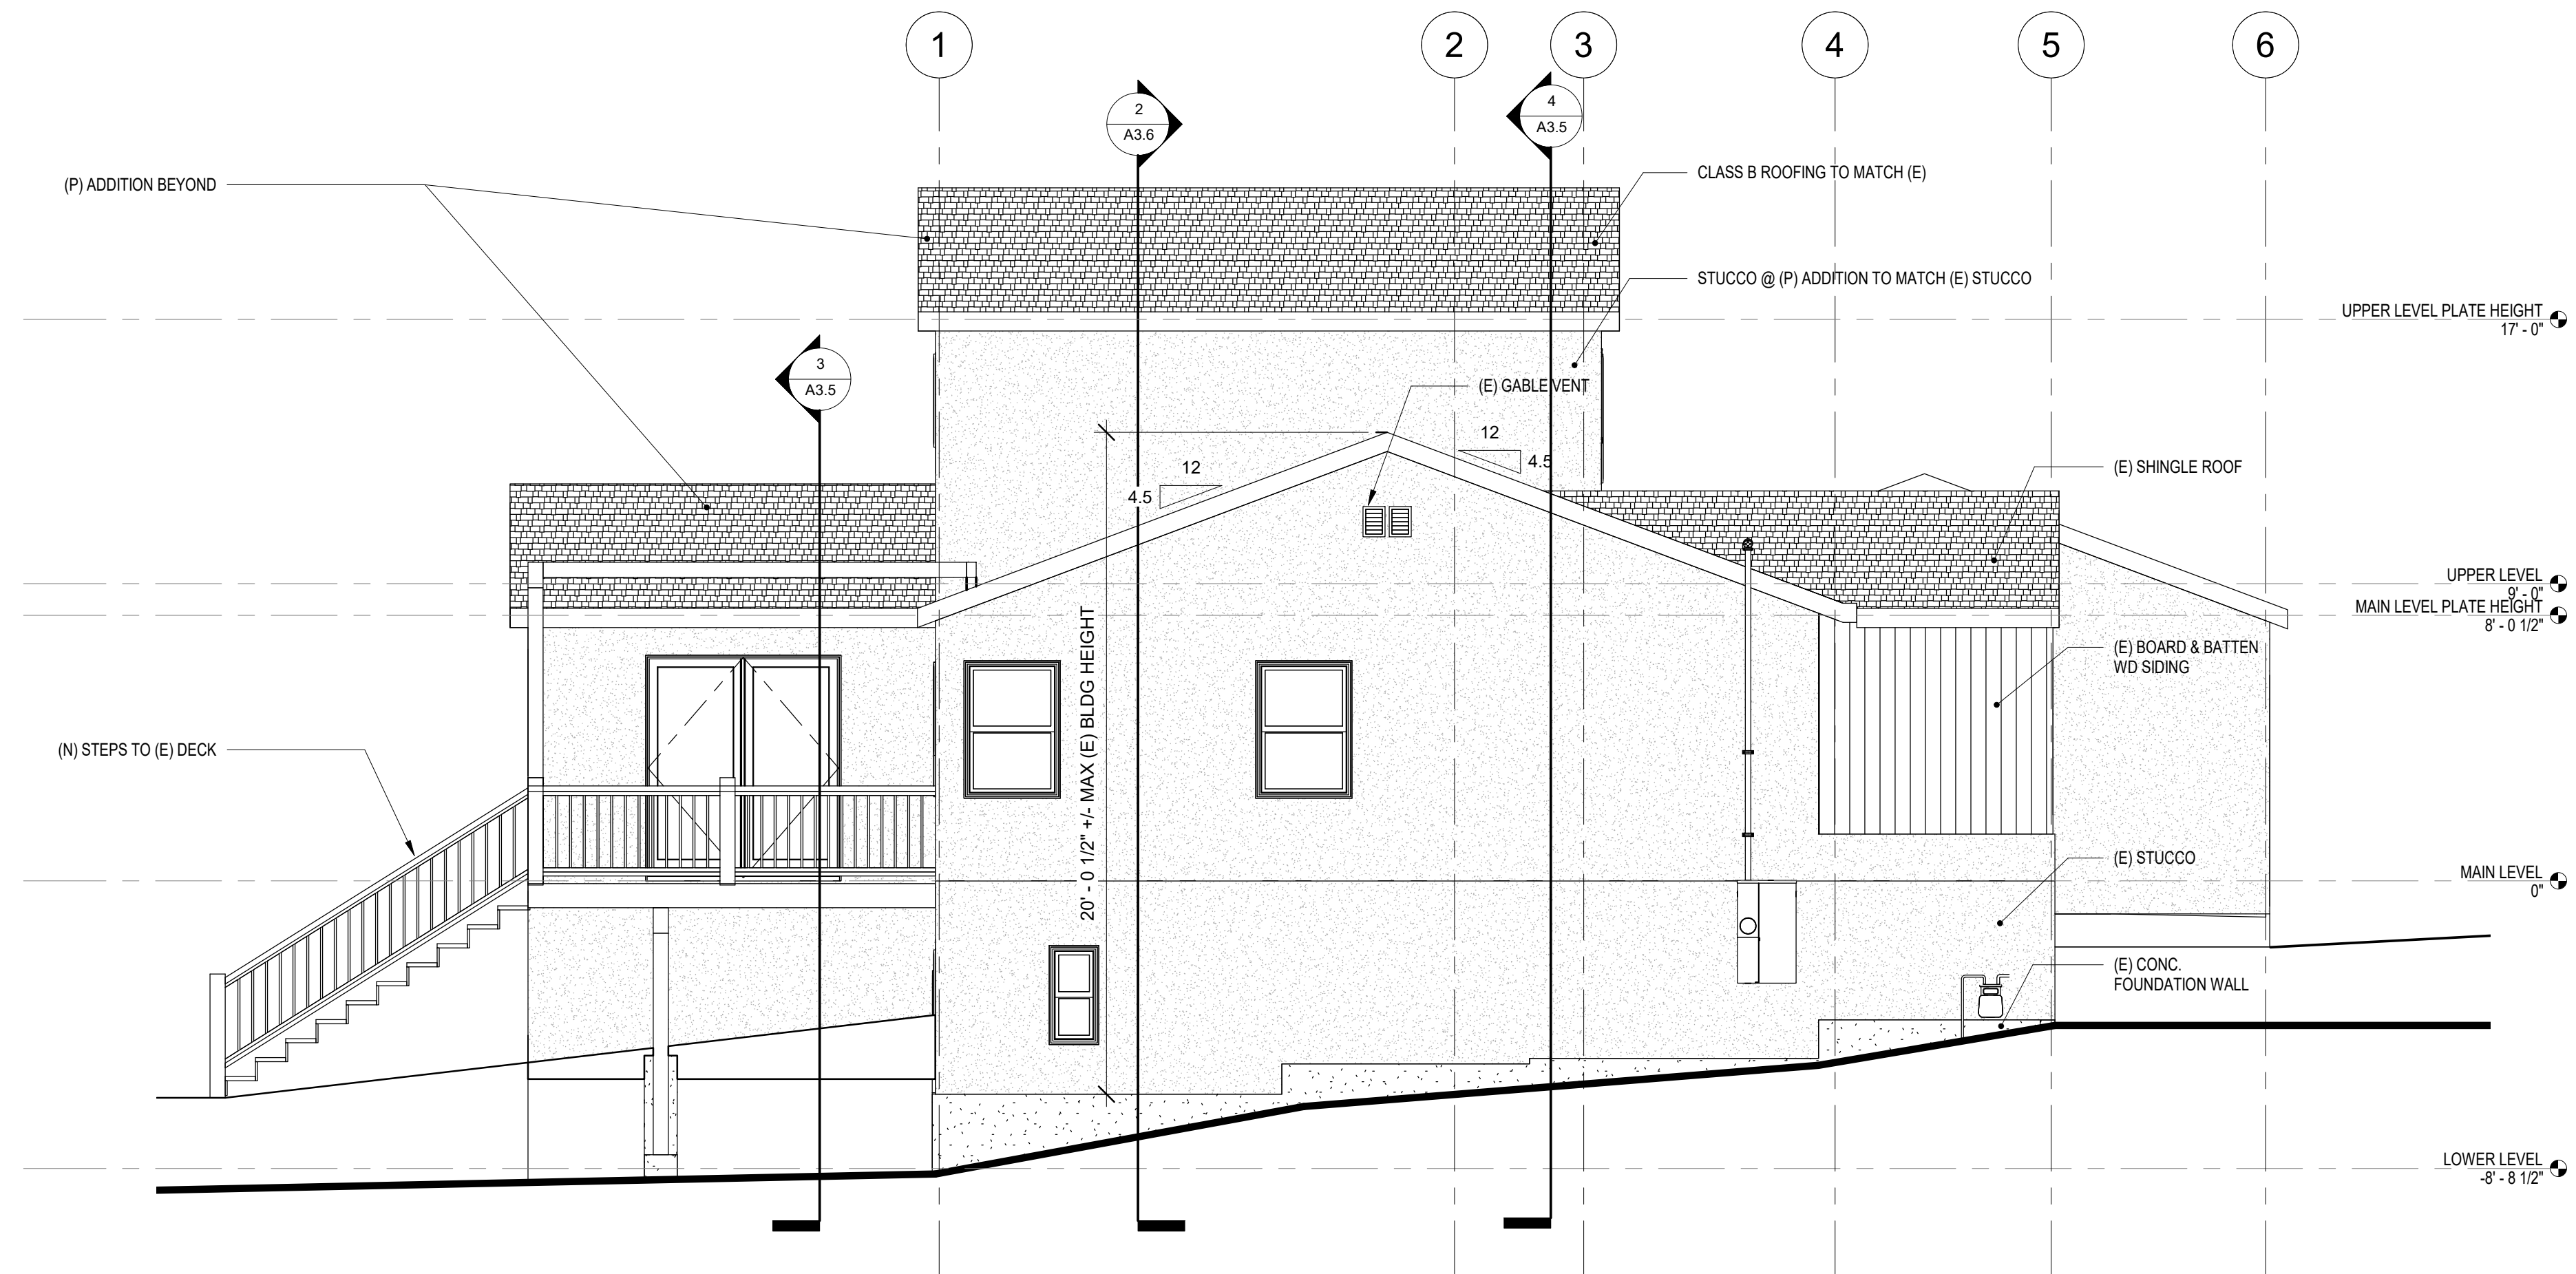 1
2
3
4
5
6
2
A3.6
4
A3.5
(P) ADDITION BEYOND
CLASS B ROOFING TO MATCH (E)
STUCCO @ (P) ADDITION TO MATCH (E) STUCCO
UPPER LEVEL PLATE HEIGHT
17' - 0"
3
A3.5
(E) GABLE VENT
12
4.5
12
4.5
(E) SHINGLE ROOF
UPPER LEVEL
9' - 0"
MAIN LEVEL PLATE HEIGHT
8' - 0 1/2"
(E) BOARD & BATTEN
WD SIDING
20' - 0 1/2" +/- MAX (E) BLDG HEIGHT
(N) STEPS TO (E) DECK
(E) STUCCO
MAIN LEVEL
0"
(E) CONC.
FOUNDATION WALL
LOWER LEVEL
-8' - 8 1/2"